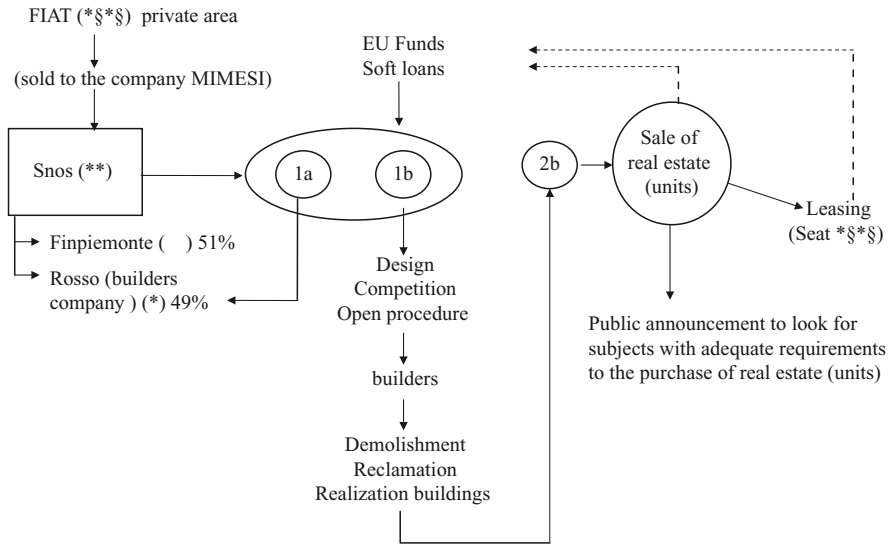 FIAT (*§*§) private area
(sold to the company MIMESI)
Snos (**)
Finpiemonte (    ) 51%
Rosso (builders
company ) (*) 49%
EU Funds
Soft loans
1a
1b
Design
Competition
Open procedure
builders
Demolishment
Reclamation
Realization buildings
2b
Sale of
real estate
(units)
Leasing
(Seat *§*§)
Public announcement to look for
subjects with adequate requirements
to the purchase of real estate (units)